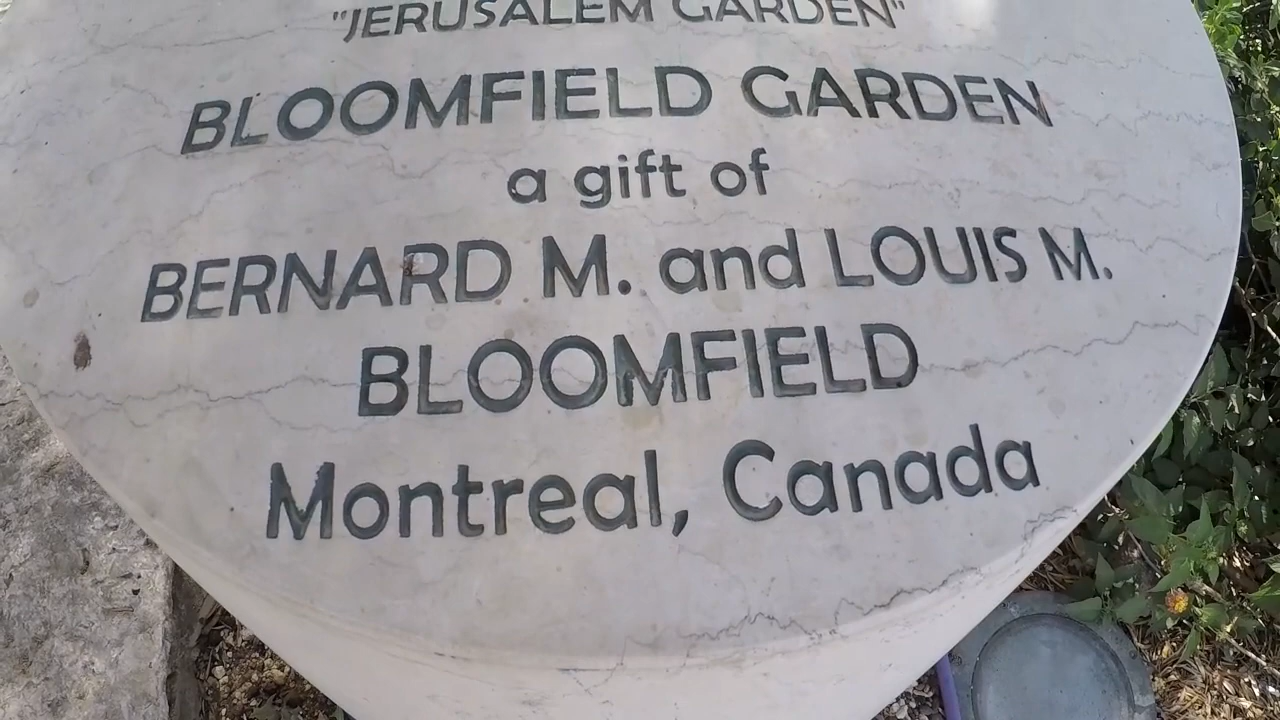 "JERUSALEM GARDEN"
BLOOMFIELD GARDEN
a gift of
BERNARD M. and LOUIS M.
BLOOMFIELD
Montreal, Canada